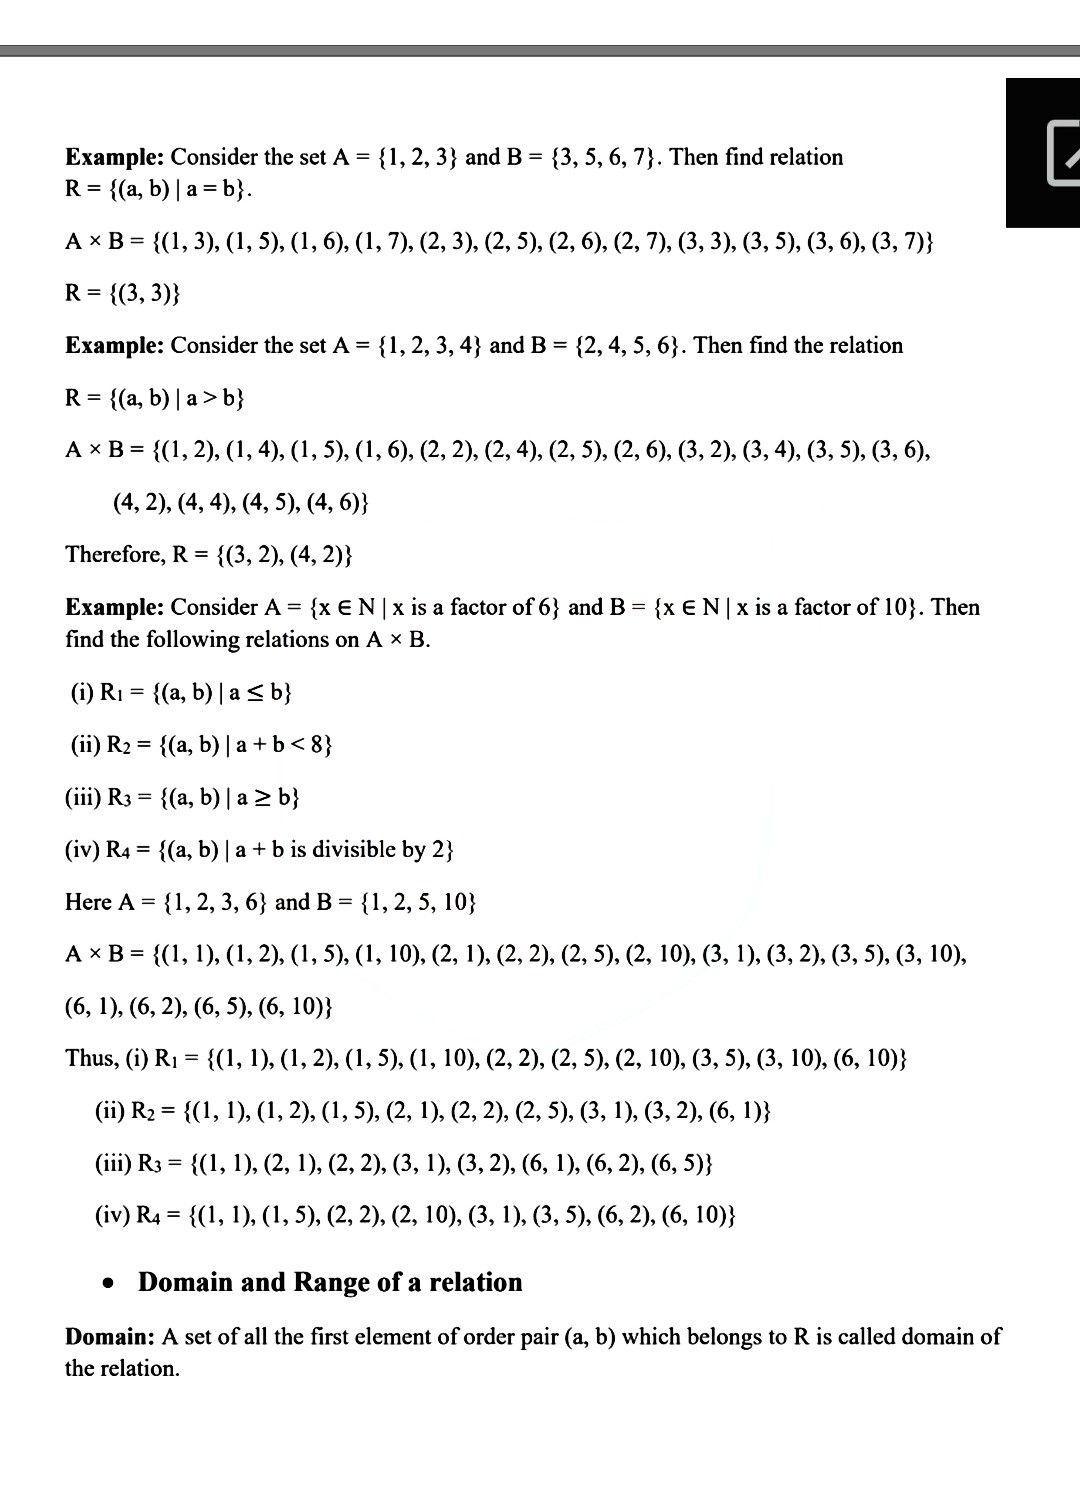 Example: Consider the set A = {1, 2, 3} and B = {3, 5, 6, 7}. Then find relation
R = {(a, b) | a = b}.
A × B = {(1, 3), (1, 5), (1, 6), (1, 7), (2, 3), (2, 5), (2, 6), (2, 7), (3, 3), (3, 5), (3, 6), (3, 7)}
R = {(3, 3)}
Example: Consider the set A = {1, 2, 3, 4} and B = {2, 4, 5, 6}. Then find the relation
R = {(a, b) | a > b}
A × B = {(1, 2), (1, 4), (1, 5), (1, 6), (2, 2), (2, 4), (2, 5), (2, 6), (3, 2), (3, 4), (3, 5), (3, 6),
(4, 2), (4, 4), (4, 5), (4, 6)}
Therefore, R = {(3, 2), (4, 2)}
Example: Consider A = {x ∈ N | x is a factor of 6} and B = {x ∈ N | x is a factor of 10}. Then
find the following relations on A × B.
(i) R₁ = {(a, b) | a ≤ b}
(ii) R₂ = {(a, b) | a + b < 8}
(iii) R₃ = {(a, b) | a ≥ b}
(iv) R₄ = {(a, b) | a + b is divisible by 2}
Here A = {1, 2, 3, 6} and B = {1, 2, 5, 10}
A × B = {(1, 1), (1, 2), (1, 5), (1, 10), (2, 1), (2, 2), (2, 5), (2, 10), (3, 1), (3, 2), (3, 5), (3, 10),
(6, 1), (6, 2), (6, 5), (6, 10)}
Thus, (i) R₁ = {(1, 1), (1, 2), (1, 5), (1, 10), (2, 2), (2, 5), (2, 10), (3, 5), (3, 10), (6, 10)}
(ii) R₂ = {(1, 1), (1, 2), (1, 5), (2, 1), (2, 2), (2, 5), (3, 1), (3, 2), (6, 1)}
(iii) R₃ = {(1, 1), (2, 1), (2, 2), (3, 1), (3, 2), (6, 1), (6, 2), (6, 5)}
(iv) R₄ = {(1, 1), (1, 5), (2, 2), (2, 10), (3, 1), (3, 5), (6, 2), (6, 10)}
• Domain and Range of a relation
Domain: A set of all the first element of order pair (a, b) which belongs to R is called domain of
the relation.